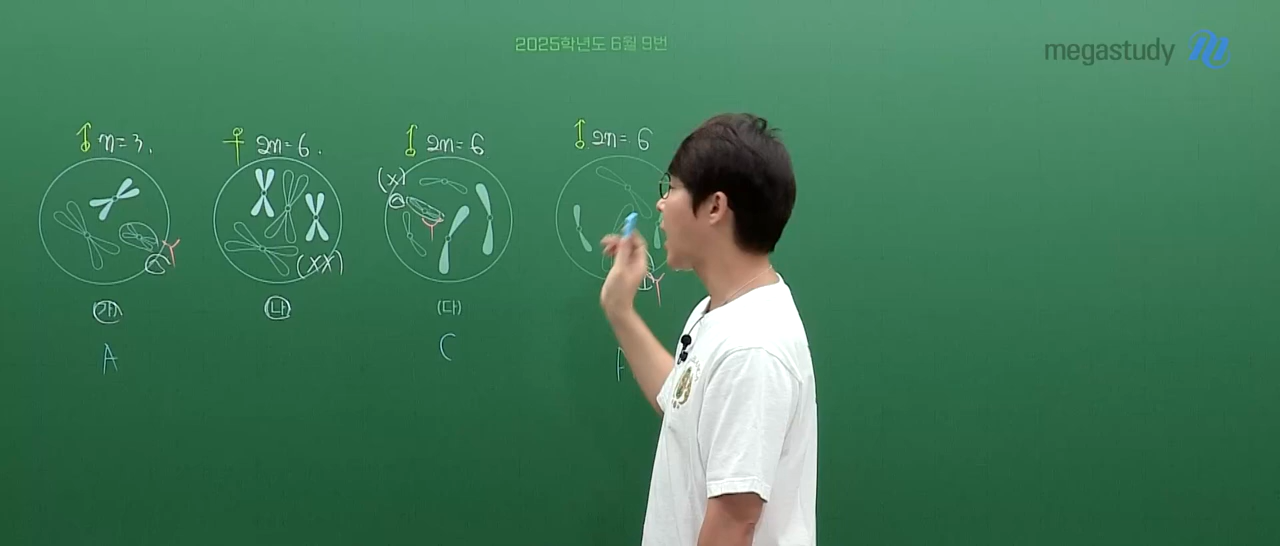 2025학년도 6월 9번
megastudy
♂ n=3.
♀ 2n=6.
♂ 2n=6
♂ 2n=6
(X)
ㄱ
Y
Y
ㄴ
(XX)
Y
(가)
(나)
(다)
A
C